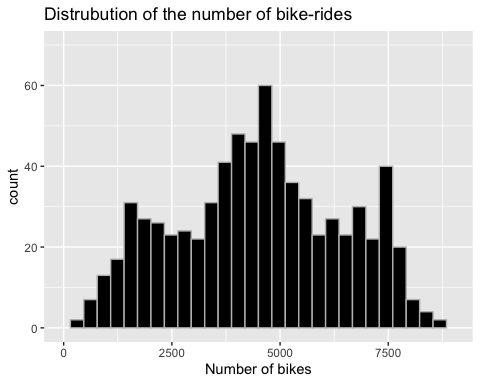 Distrubution of the number of bike-rides
60
40
20
0
count
0 2500 5000 7500
Number of bikes